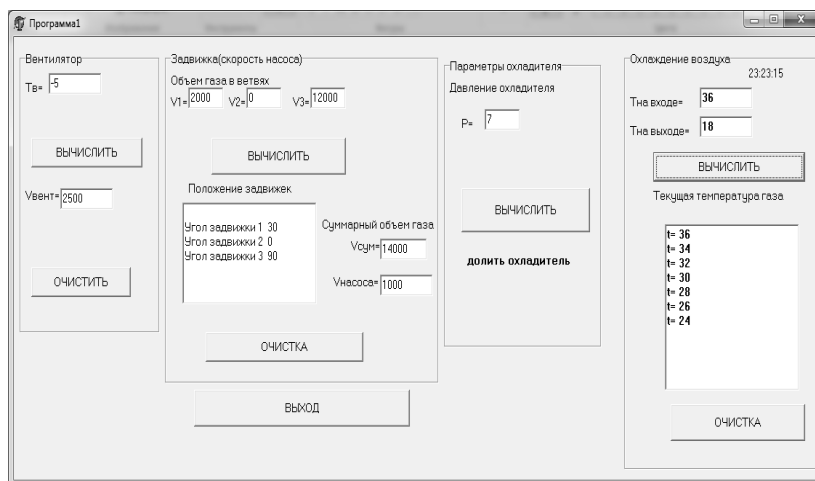 Программа1
Вентилятор
Тв= -5
ВЫЧИСЛИТЬ
Vвент= 2500
ОЧИСТИТЬ
Задвижка(скорость насоса)
Объем газа в ветвях
V1= 2000 V2= 0 V3= 12000
ВЫЧИСЛИТЬ
Положение задвижек
Угол задвижки 1 30
Угол задвижки 2 0
Угол задвижки 3 90
Суммарный объем газа
Vсум= 14000
Vнасоса= 1000
ОЧИСТКА
ВЫХОД
Параметры охладителя
Давление охладителя
P= 7
ВЫЧИСЛИТЬ
долить охладитель
Охлаждение воздуха
23:23:15
Тна входе= 36
Тна выходе= 18
ВЫЧИСЛИТЬ
Текущая температура газа
t= 36
t= 34
t= 32
t= 30
t= 28
t= 26
t= 24
ОЧИСТКА